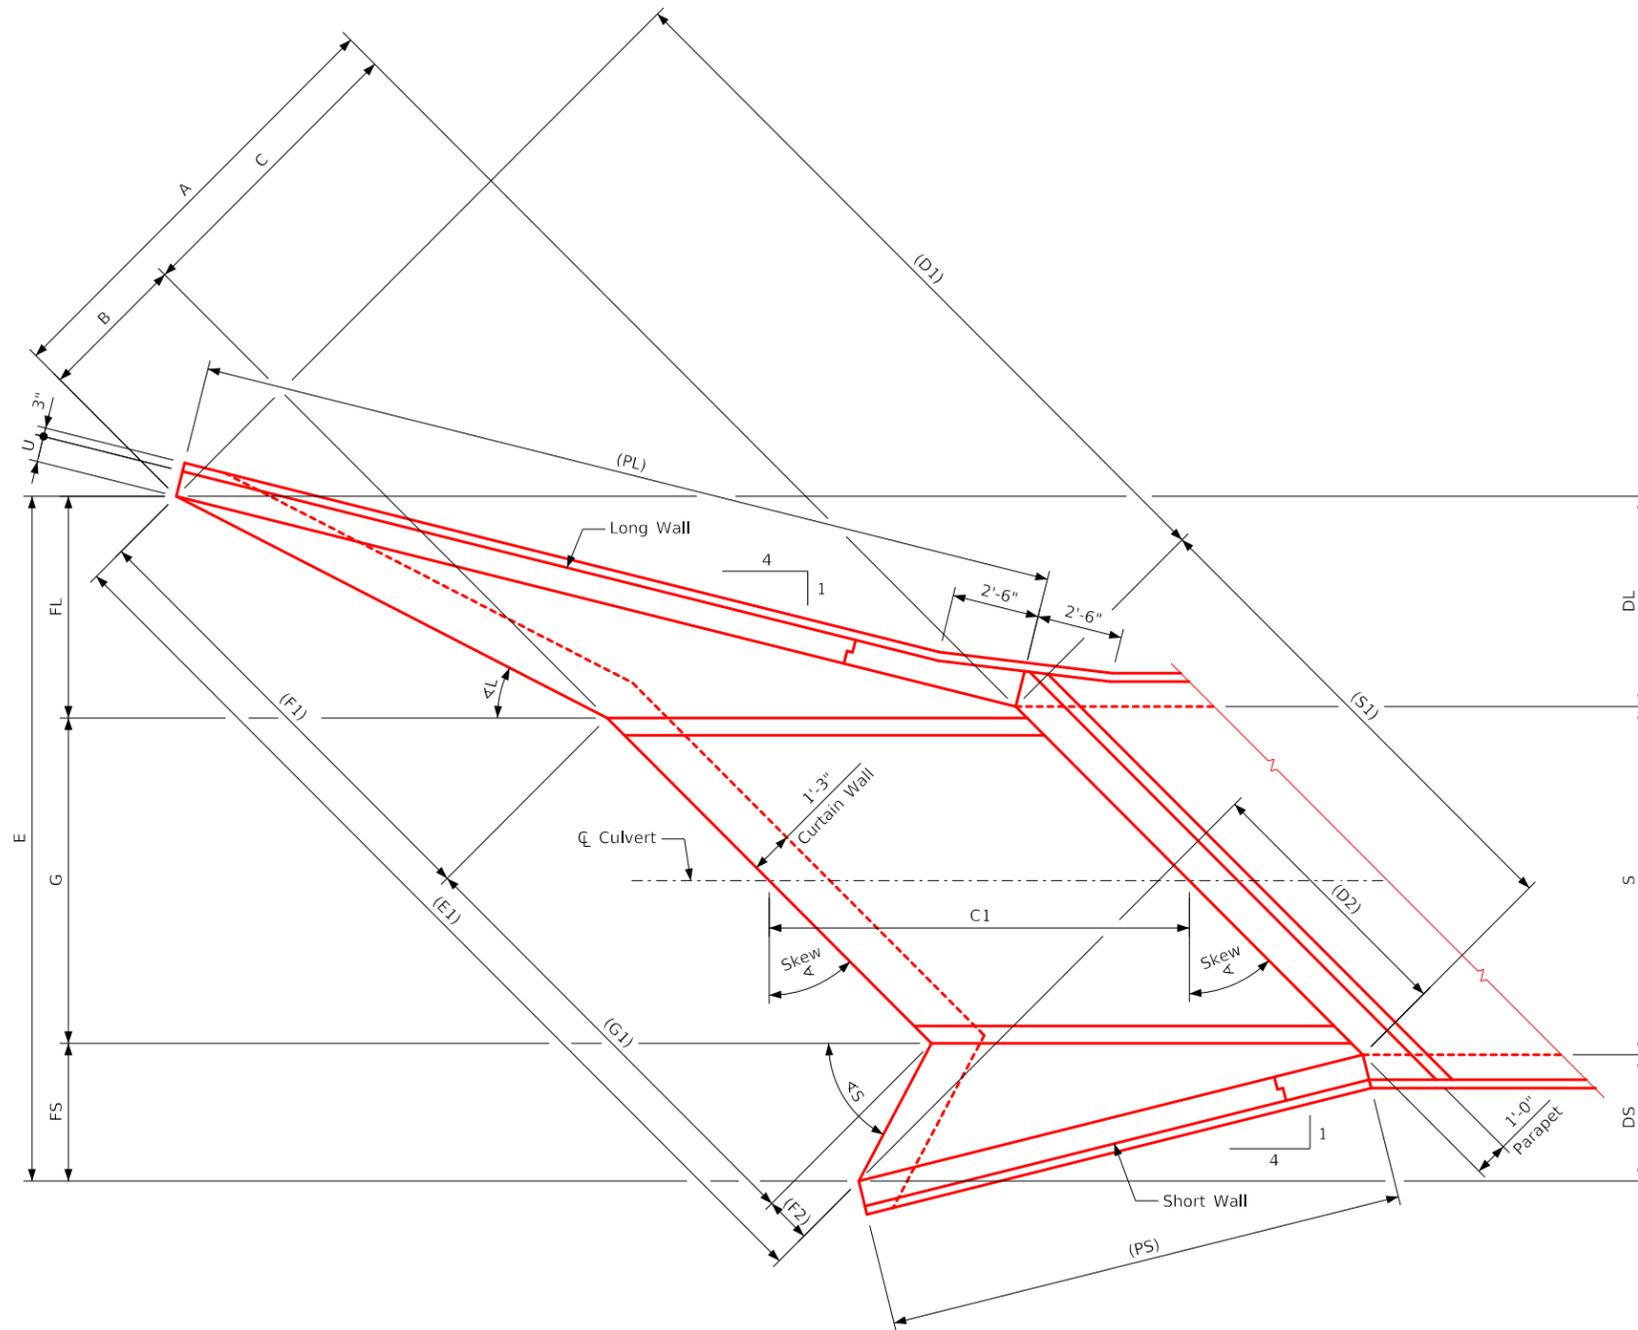 A
C
B
(D1)
3"
U
(PL)
Long Wall
4
1
2'-6"
2'-6"
DL
FL
∢L
(F1)
(S1)
1'-3"
Curtain Wall
℄ Culvert
E
G
(E1)
C1
(D2)
S
Skew
∢
Skew
∢
(G1)
∢S
FS
1'-0"
Parapet
DS
1
4
Short Wall
(F2)
(PS)